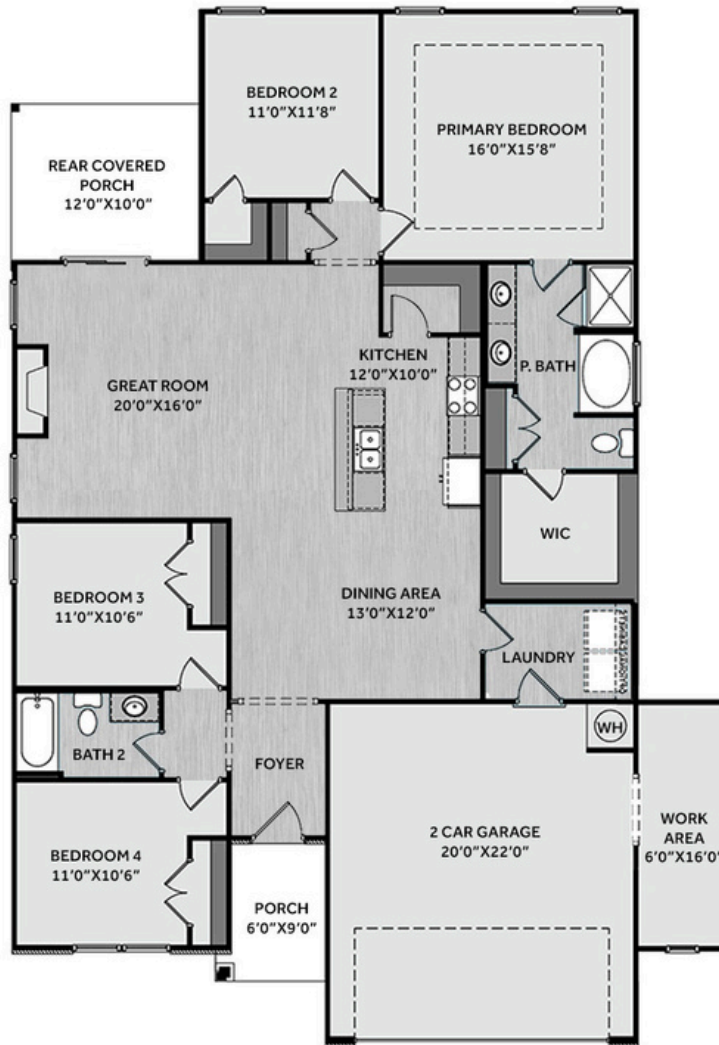 BEDROOM 2
11'0"X11'8"
PRIMARY BEDROOM
16'0"X15'8"
REAR COVERED
PORCH
12'0"X10'0"
KITCHEN
12'0"X10'0"
P. BATH
GREAT ROOM
20'0"X16'0"
WIC
BEDROOM 3
11'0"X10'6"
DINING AREA
13'0"X12'0"
LAUNDRY
BATH 2
FOYER
WH
2 CAR GARAGE
20'0"X22'0"
WORK
AREA
6'0"X16'0"
BEDROOM 4
11'0"X10'6"
PORCH
6'0"X9'0"